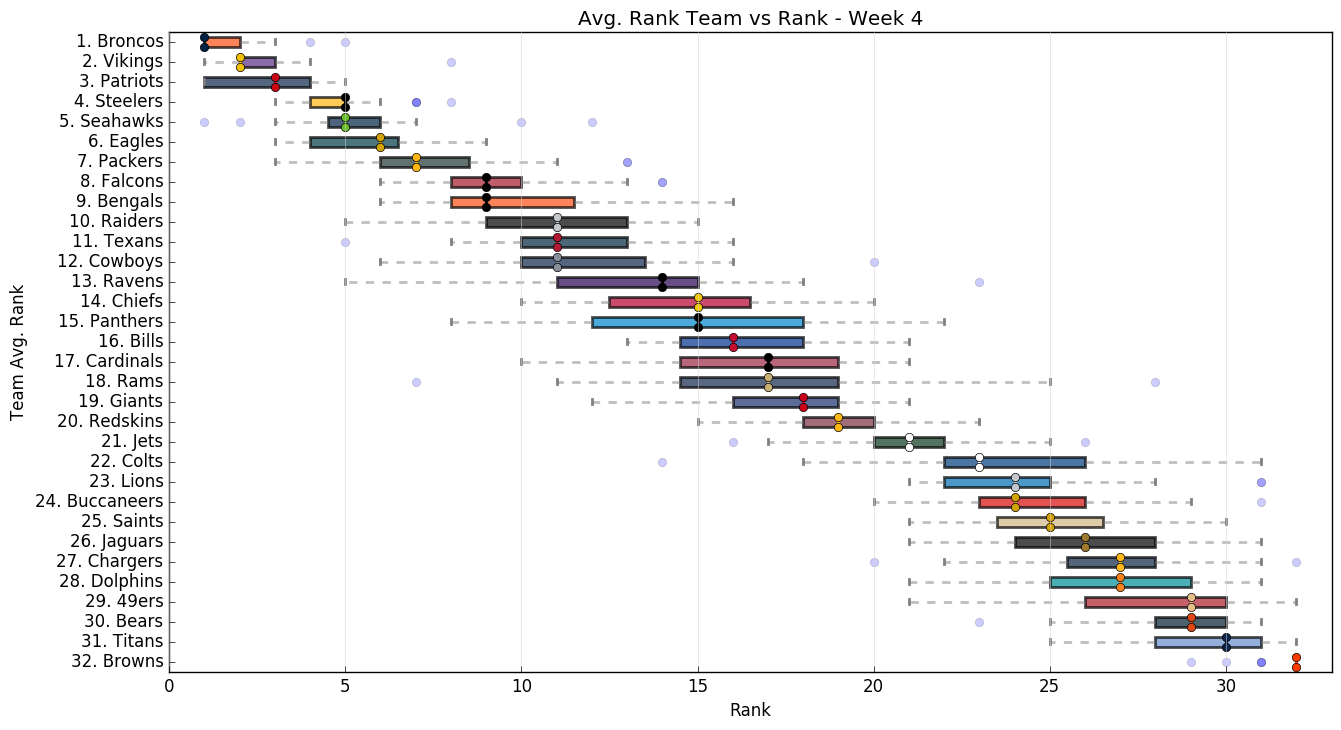 Avg. Rank Team vs Rank - Week 4
Team Avg. Rank
1. Broncos
2. Vikings
3. Patriots
4. Steelers
5. Seahawks
6. Eagles
7. Packers
8. Falcons
9. Bengals
10. Raiders
11. Texans
12. Cowboys
13. Ravens
14. Chiefs
15. Panthers
16. Bills
17. Cardinals
18. Rams
19. Giants
20. Redskins
21. Jets
22. Colts
23. Lions
24. Buccaneers
25. Saints
26. Jaguars
27. Chargers
28. Dolphins
29. 49ers
30. Bears
31. Titans
32. Browns
0 5 10 15 20 25 30
Rank